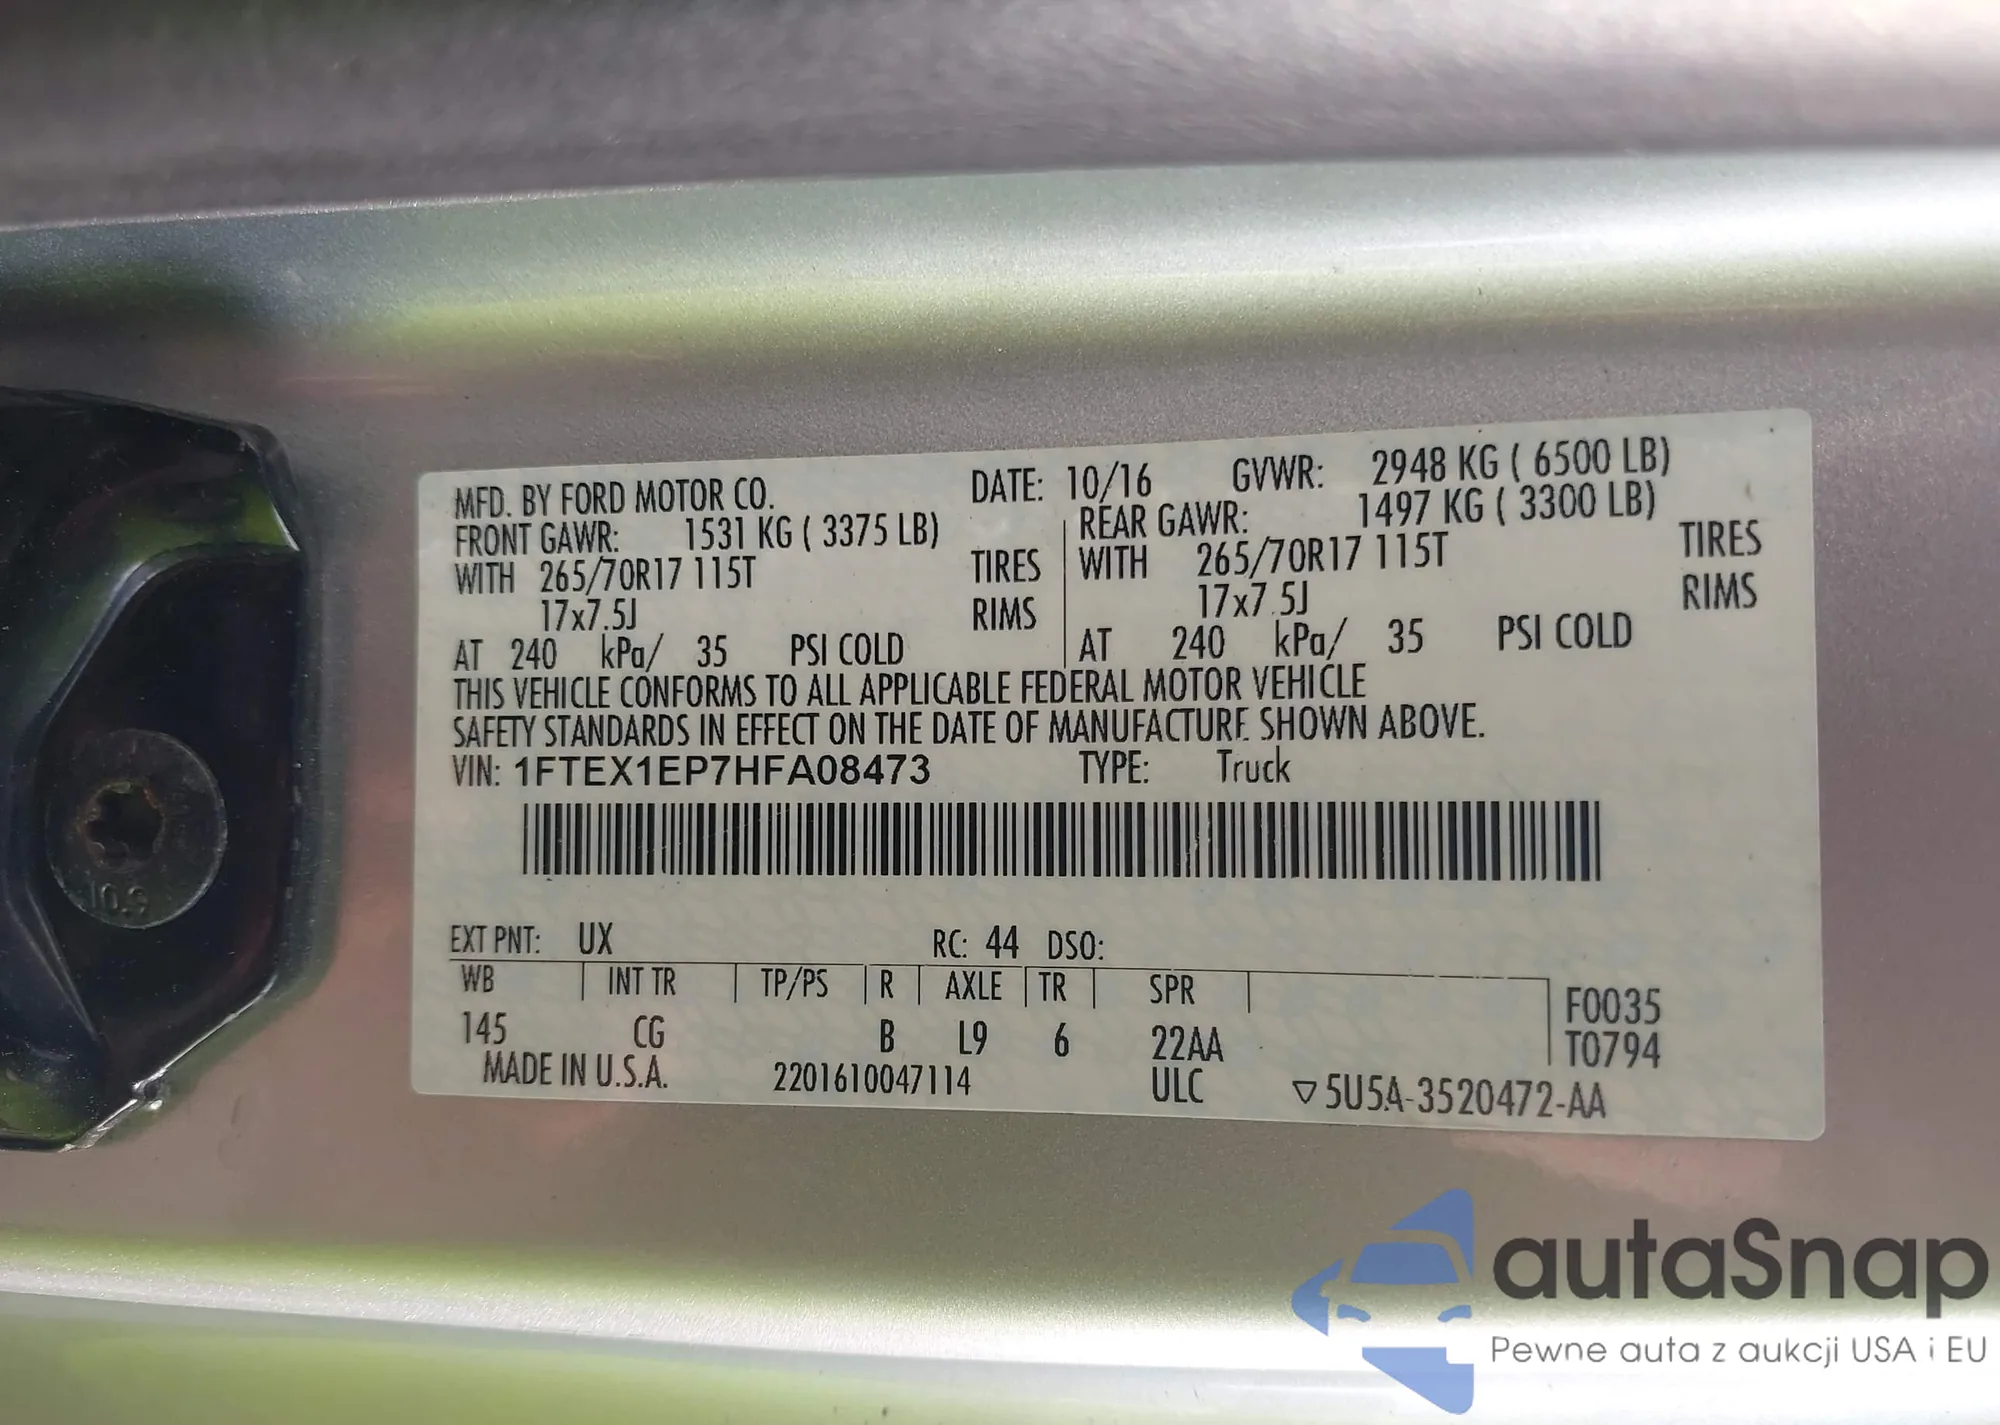 MFD. BY FORD MOTOR CO. DATE: 10/16 GVWR: 2948 KG ( 6500 LB)
FRONT GAWR: 1531 KG ( 3375 LB) REAR GAWR: 1497 KG ( 3300 LB)
WITH 265/70R17 115T TIRES WITH 265/70R17 115T TIRES
17x7.5J RIMS 17x7.5J RIMS
AT 240 kPa/ 35 PSI COLD AT 240 kPa/ 35 PSI COLD
THIS VEHICLE CONFORMS TO ALL APPLICABLE FEDERAL MOTOR VEHICLE
SAFETY STANDARDS IN EFFECT ON THE DATE OF MANUFACTURE SHOWN ABOVE.
VIN: 1FTEX1EP7HFA08473 TYPE: Truck
EXT PNT: UX RC: 44 DSO:
WB INT TR TP/PS R AXLE TR SPR F0035
145 CG B L9 6 22AA T0794
MADE IN U.S.A. 2201610047114 ULC ▽5U5A-3520472-AA
10.9
autaSnap
Pewne auta z aukcji USA i EU